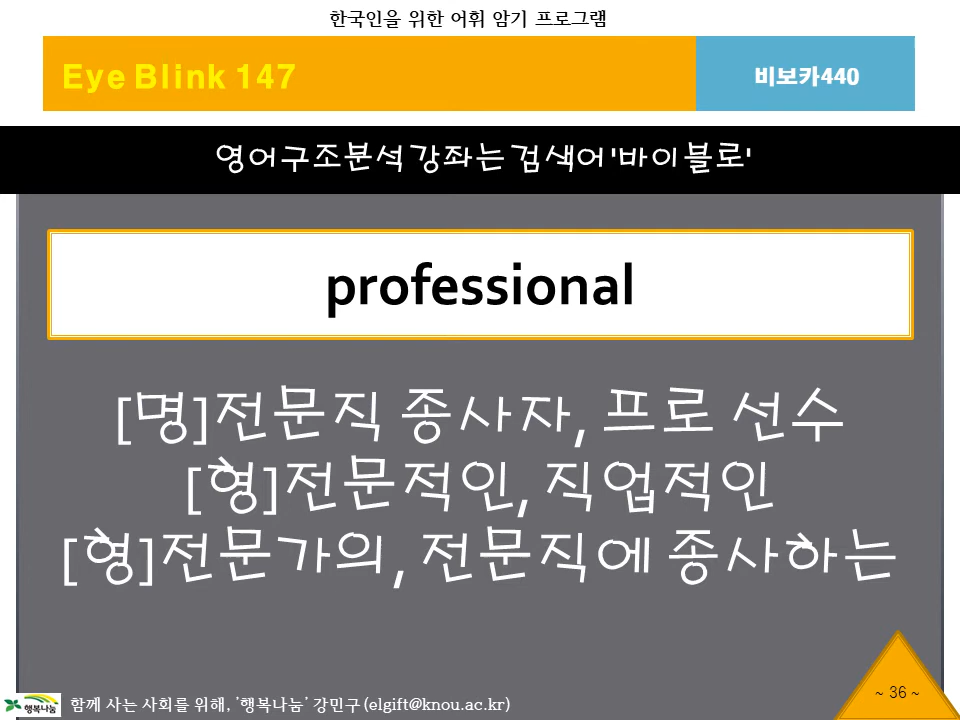 한국인을 위한 어휘 암기 프로그램
Eye Blink 147
비보카440
영어구조분석 강좌는 검색어 '바이블로'
professional
[명]전문직 종사자, 프로 선수
[형]전문적인, 직업적인
[형]전문가의, 전문직에 종사하는
~ 36 ~
행복나눔
함께 사는 사회를 위해, '행복나눔' 강민구 (elgift@knou.ac.kr)